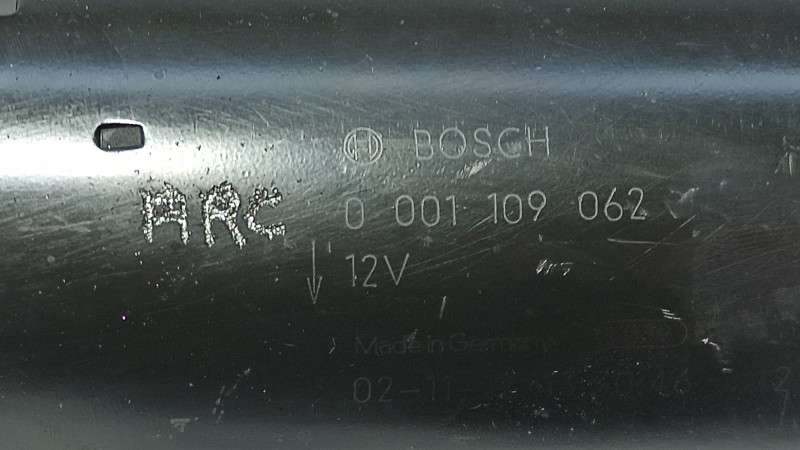 BOSCH
ARC 0 001 109 062
12V
Made in Germany
02-11-